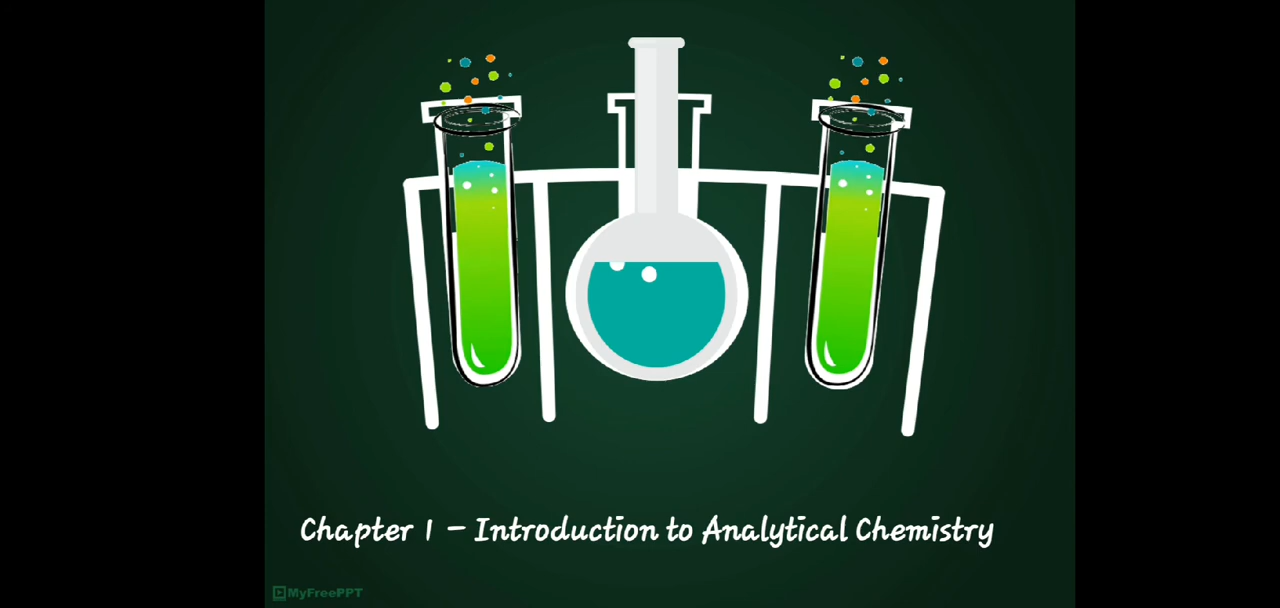 Chapter 1 – Introduction to Analytical Chemistry
MyFreePPT